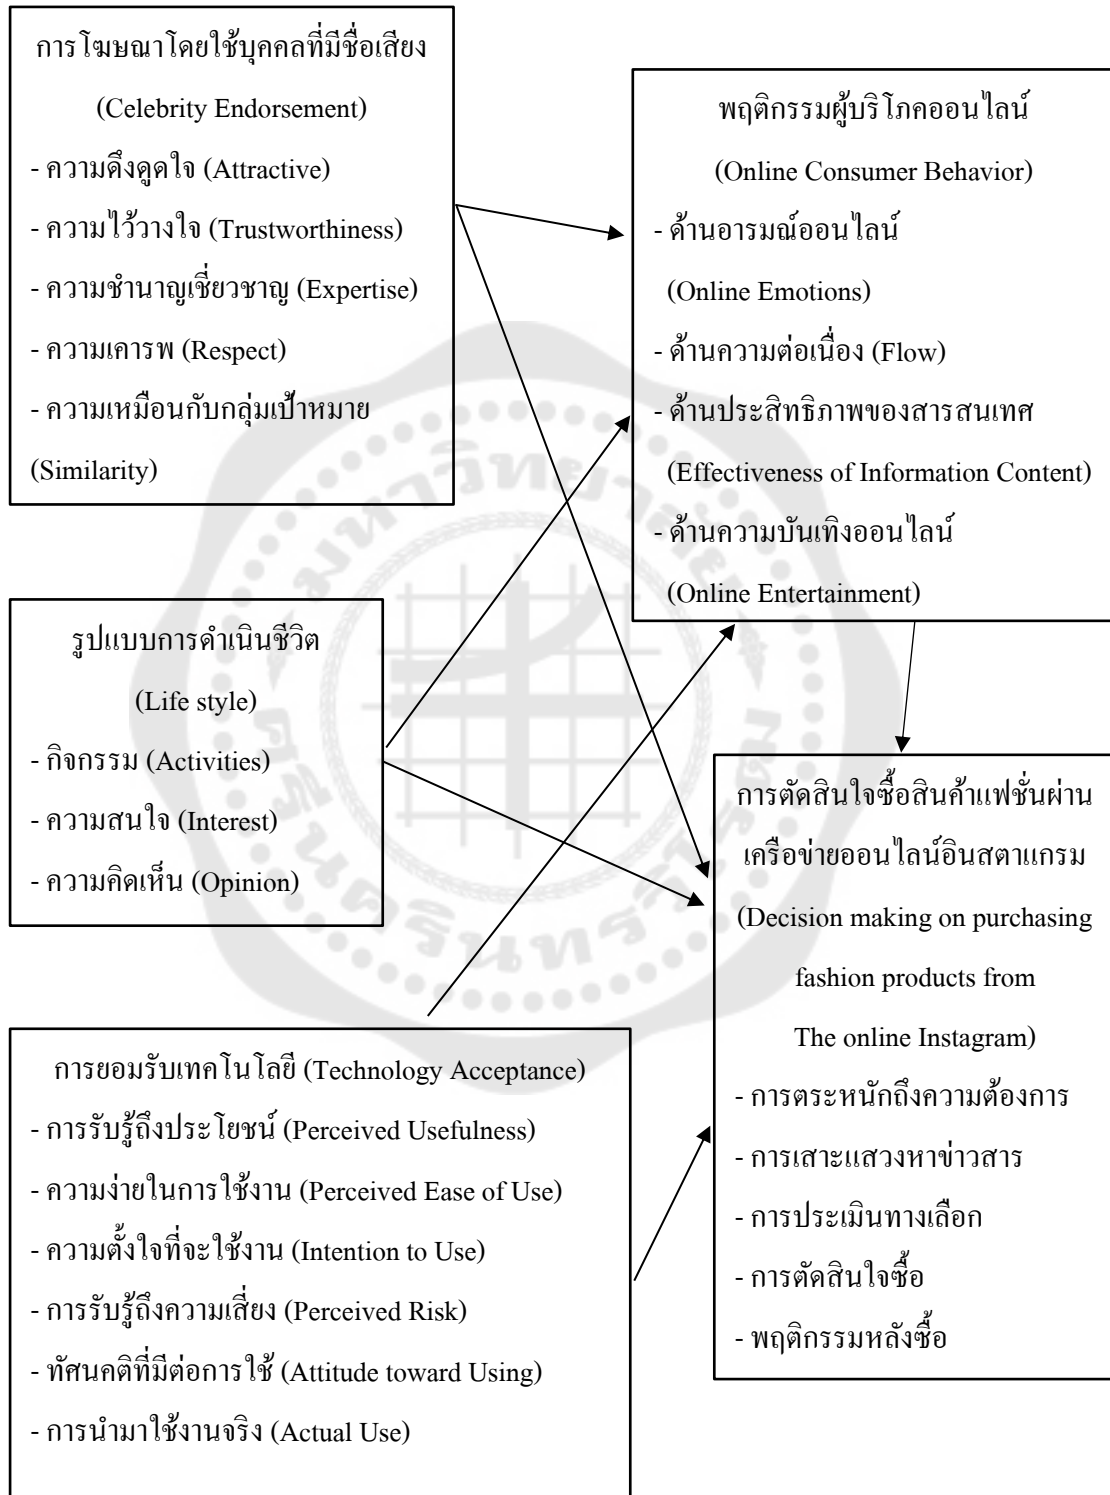 การโฆษณาโดยใช้บุคคลที่มีชื่อเสียง
(Celebrity Endorsement)
- ความดึงดูดใจ (Attractive)
- ความไว้วางใจ (Trustworthiness)
- ความชำนาญเชี่ยวชาญ (Expertise)
- ความเคารพ (Respect)
- ความเหมือนกับกลุ่มเป้าหมาย
(Similarity)
พฤติกรรมผู้บริโภคออนไลน์
(Online Consumer Behavior)
- ด้านอารมณ์ออนไลน์
(Online Emotions)
- ด้านความต่อเนื่อง (Flow)
- ด้านประสิทธิภาพของสารสนเทศ
(Effectiveness of Information Content)
- ด้านความบันเทิงออนไลน์
(Online Entertainment)
รูปแบบการดำเนินชีวิต
(Life style)
- กิจกรรม (Activities)
- ความสนใจ (Interest)
- ความคิดเห็น (Opinion)
การตัดสินใจซื้อสินค้าแฟชั่นผ่าน
เครือข่ายออนไลน์อินสตาแกรม
(Decision making on purchasing
fashion products from
The online Instagram)
- การตระหนักถึงความต้องการ
- การเสาะแสวงหาข่าวสาร
- การประเมินทางเลือก
- การตัดสินใจซื้อ
- พฤติกรรมหลังซื้อ
การยอมรับเทคโนโลยี (Technology Acceptance)
- การรับรู้ถึงประโยชน์ (Perceived Usefulness)
- ความง่ายในการใช้งาน (Perceived Ease of Use)
- ความตั้งใจที่จะใช้งาน (Intention to Use)
- การรับรู้ถึงความเสี่ยง (Perceived Risk)
- ทัศนคติที่มีต่อการใช้ (Attitude toward Using)
- การนำมาใช้งานจริง (Actual Use)
มหาวิทยาลัย
ศรีนครินทรวิโรฒ